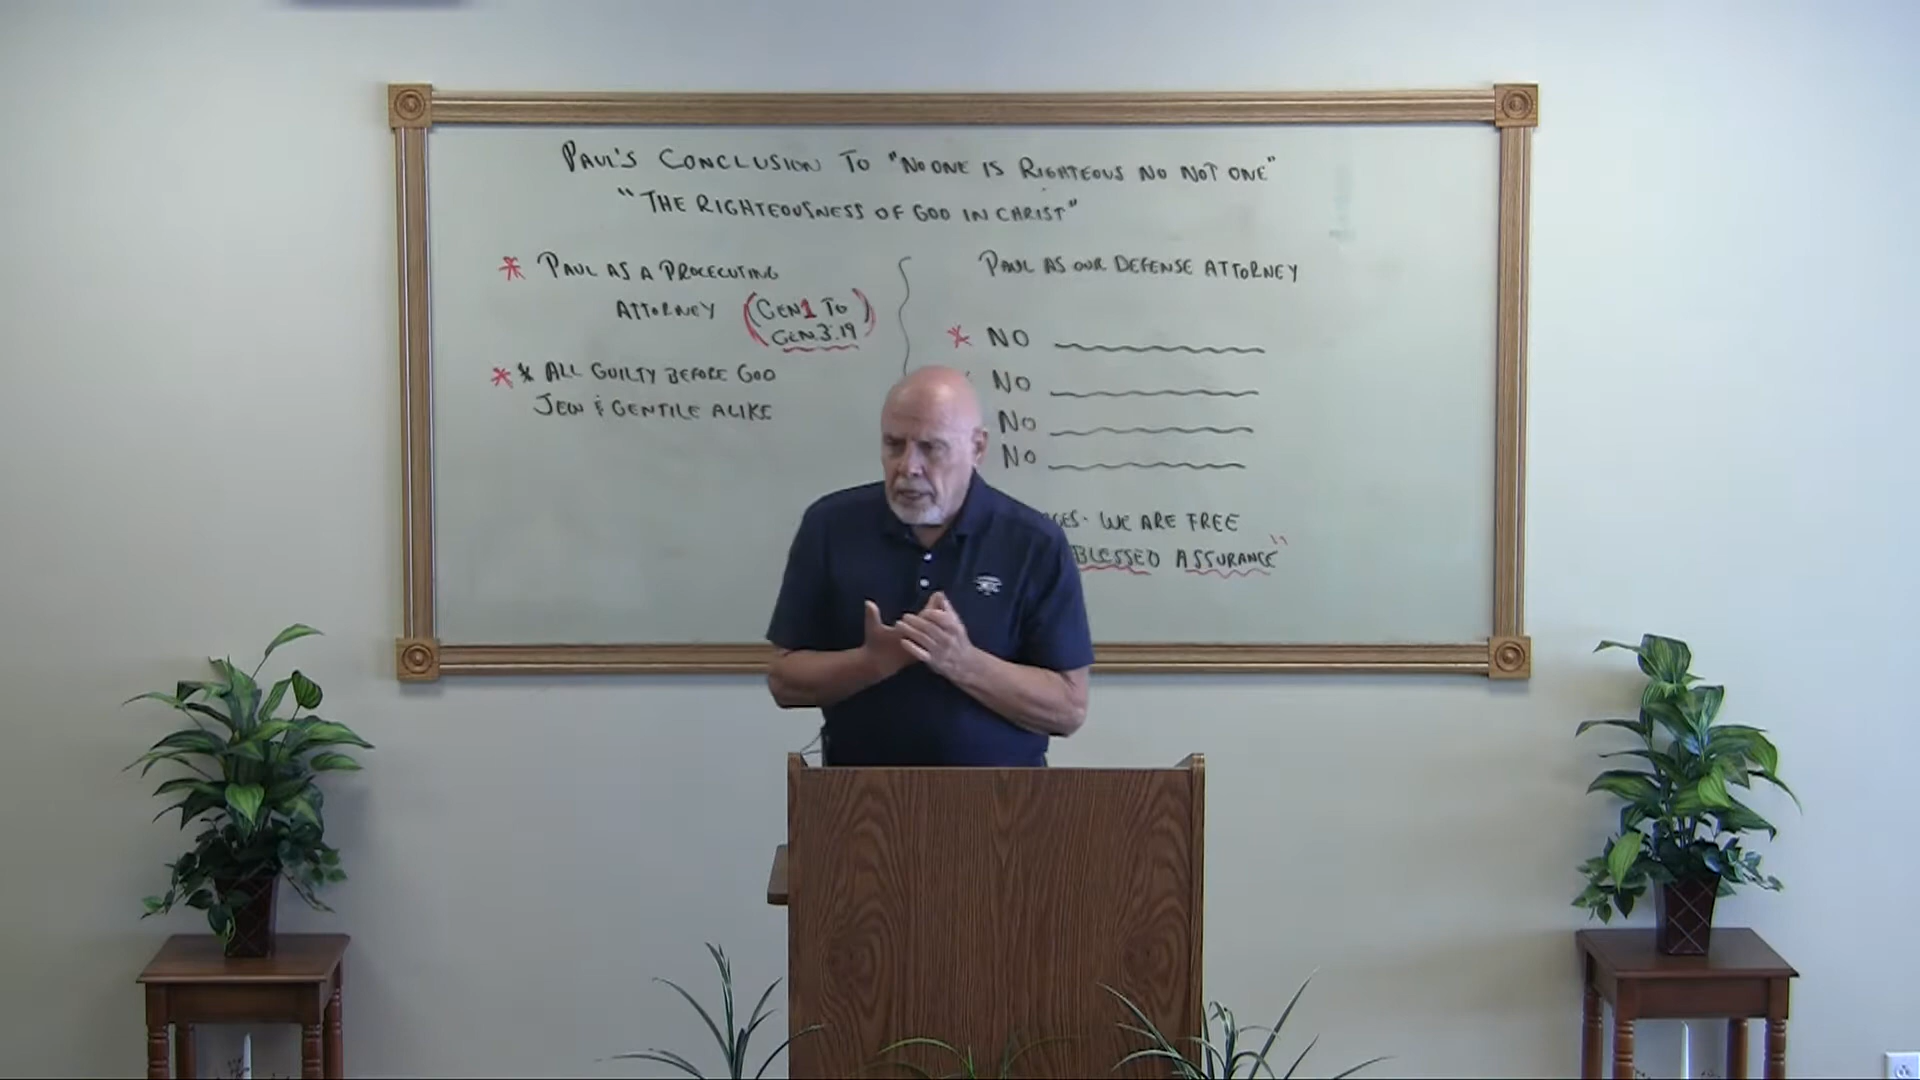 PAUL'S CONCLUSION TO "NO ONE IS RIGHTEOUS NO NOT ONE"
"THE RIGHTEOUSNESS OF GOD IN CHRIST"
* PAUL AS A PROCECUTING
ATTORNEY (GEN 1 TO
GEN. 3:19)
* * ALL GUILTY BEFORE GOD
JEW & GENTILE ALIKE
PAUL AS OUR DEFENSE ATTORNEY
* NO
NO
NO
NO
WE ARE FREE
BLESSED ASSURANCE"